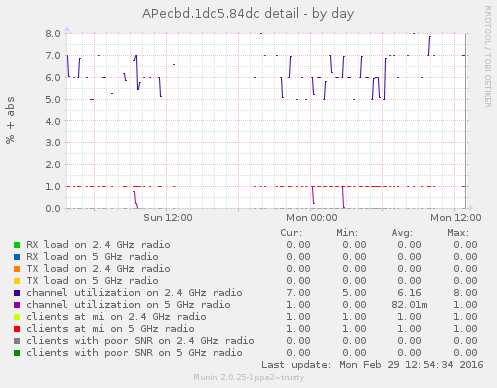 APecbd.1dc5.84dc detail - by day
RRDTOOL / TOBI OETIKER
% + abs
8.0
7.0
6.0
5.0
4.0
3.0
2.0
1.0
0.0
Sun 12:00 Mon 00:00 Mon 12:00
Cur: Min: Avg: Max:
RX load on 2.4 GHz radio 0.00 0.00 0.00 0.00
RX load on 5 GHz radio 0.00 0.00 0.00 0.00
TX load on 2.4 GHz radio 0.00 0.00 0.00 0.00
TX load on 5 GHz radio 0.00 0.00 0.00 0.00
channel utilization on 2.4 GHz radio 7.00 5.00 6.16 8.00
channel utilization on 5 GHz radio 1.00 0.00 82.01m 1.00
clients at mi on 2.4 GHz radio 1.00 1.00 1.00 1.00
clients at mi on 5 GHz radio 1.00 1.00 1.00 1.00
clients with poor SNR on 2.4 GHz radio 0.00 0.00 0.00 0.00
clients with poor SNR on 5 GHz radio 0.00 0.00 0.00 0.00
Last update: Mon Feb 29 12:54:34 2016
Munin 2.0.25-1ppa2~trusty